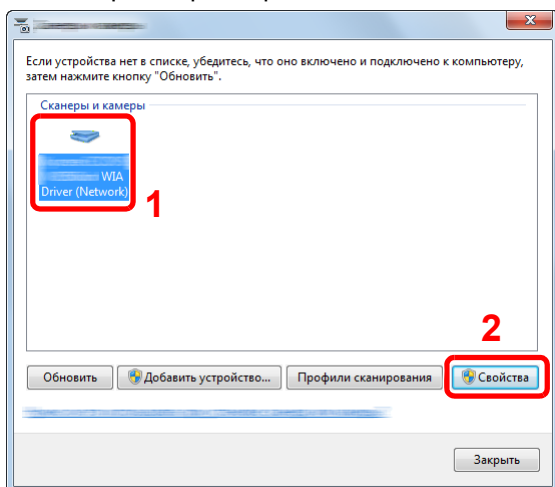 Если устройства нет в списке, убедитесь, что оно включено и подключено к компьютеру,
затем нажмите кнопку "Обновить".
Сканеры и камеры
WIA
Driver (Network)
1
2
Обновить
Добавить устройство...
Профили сканирования
Свойства
Закрыть